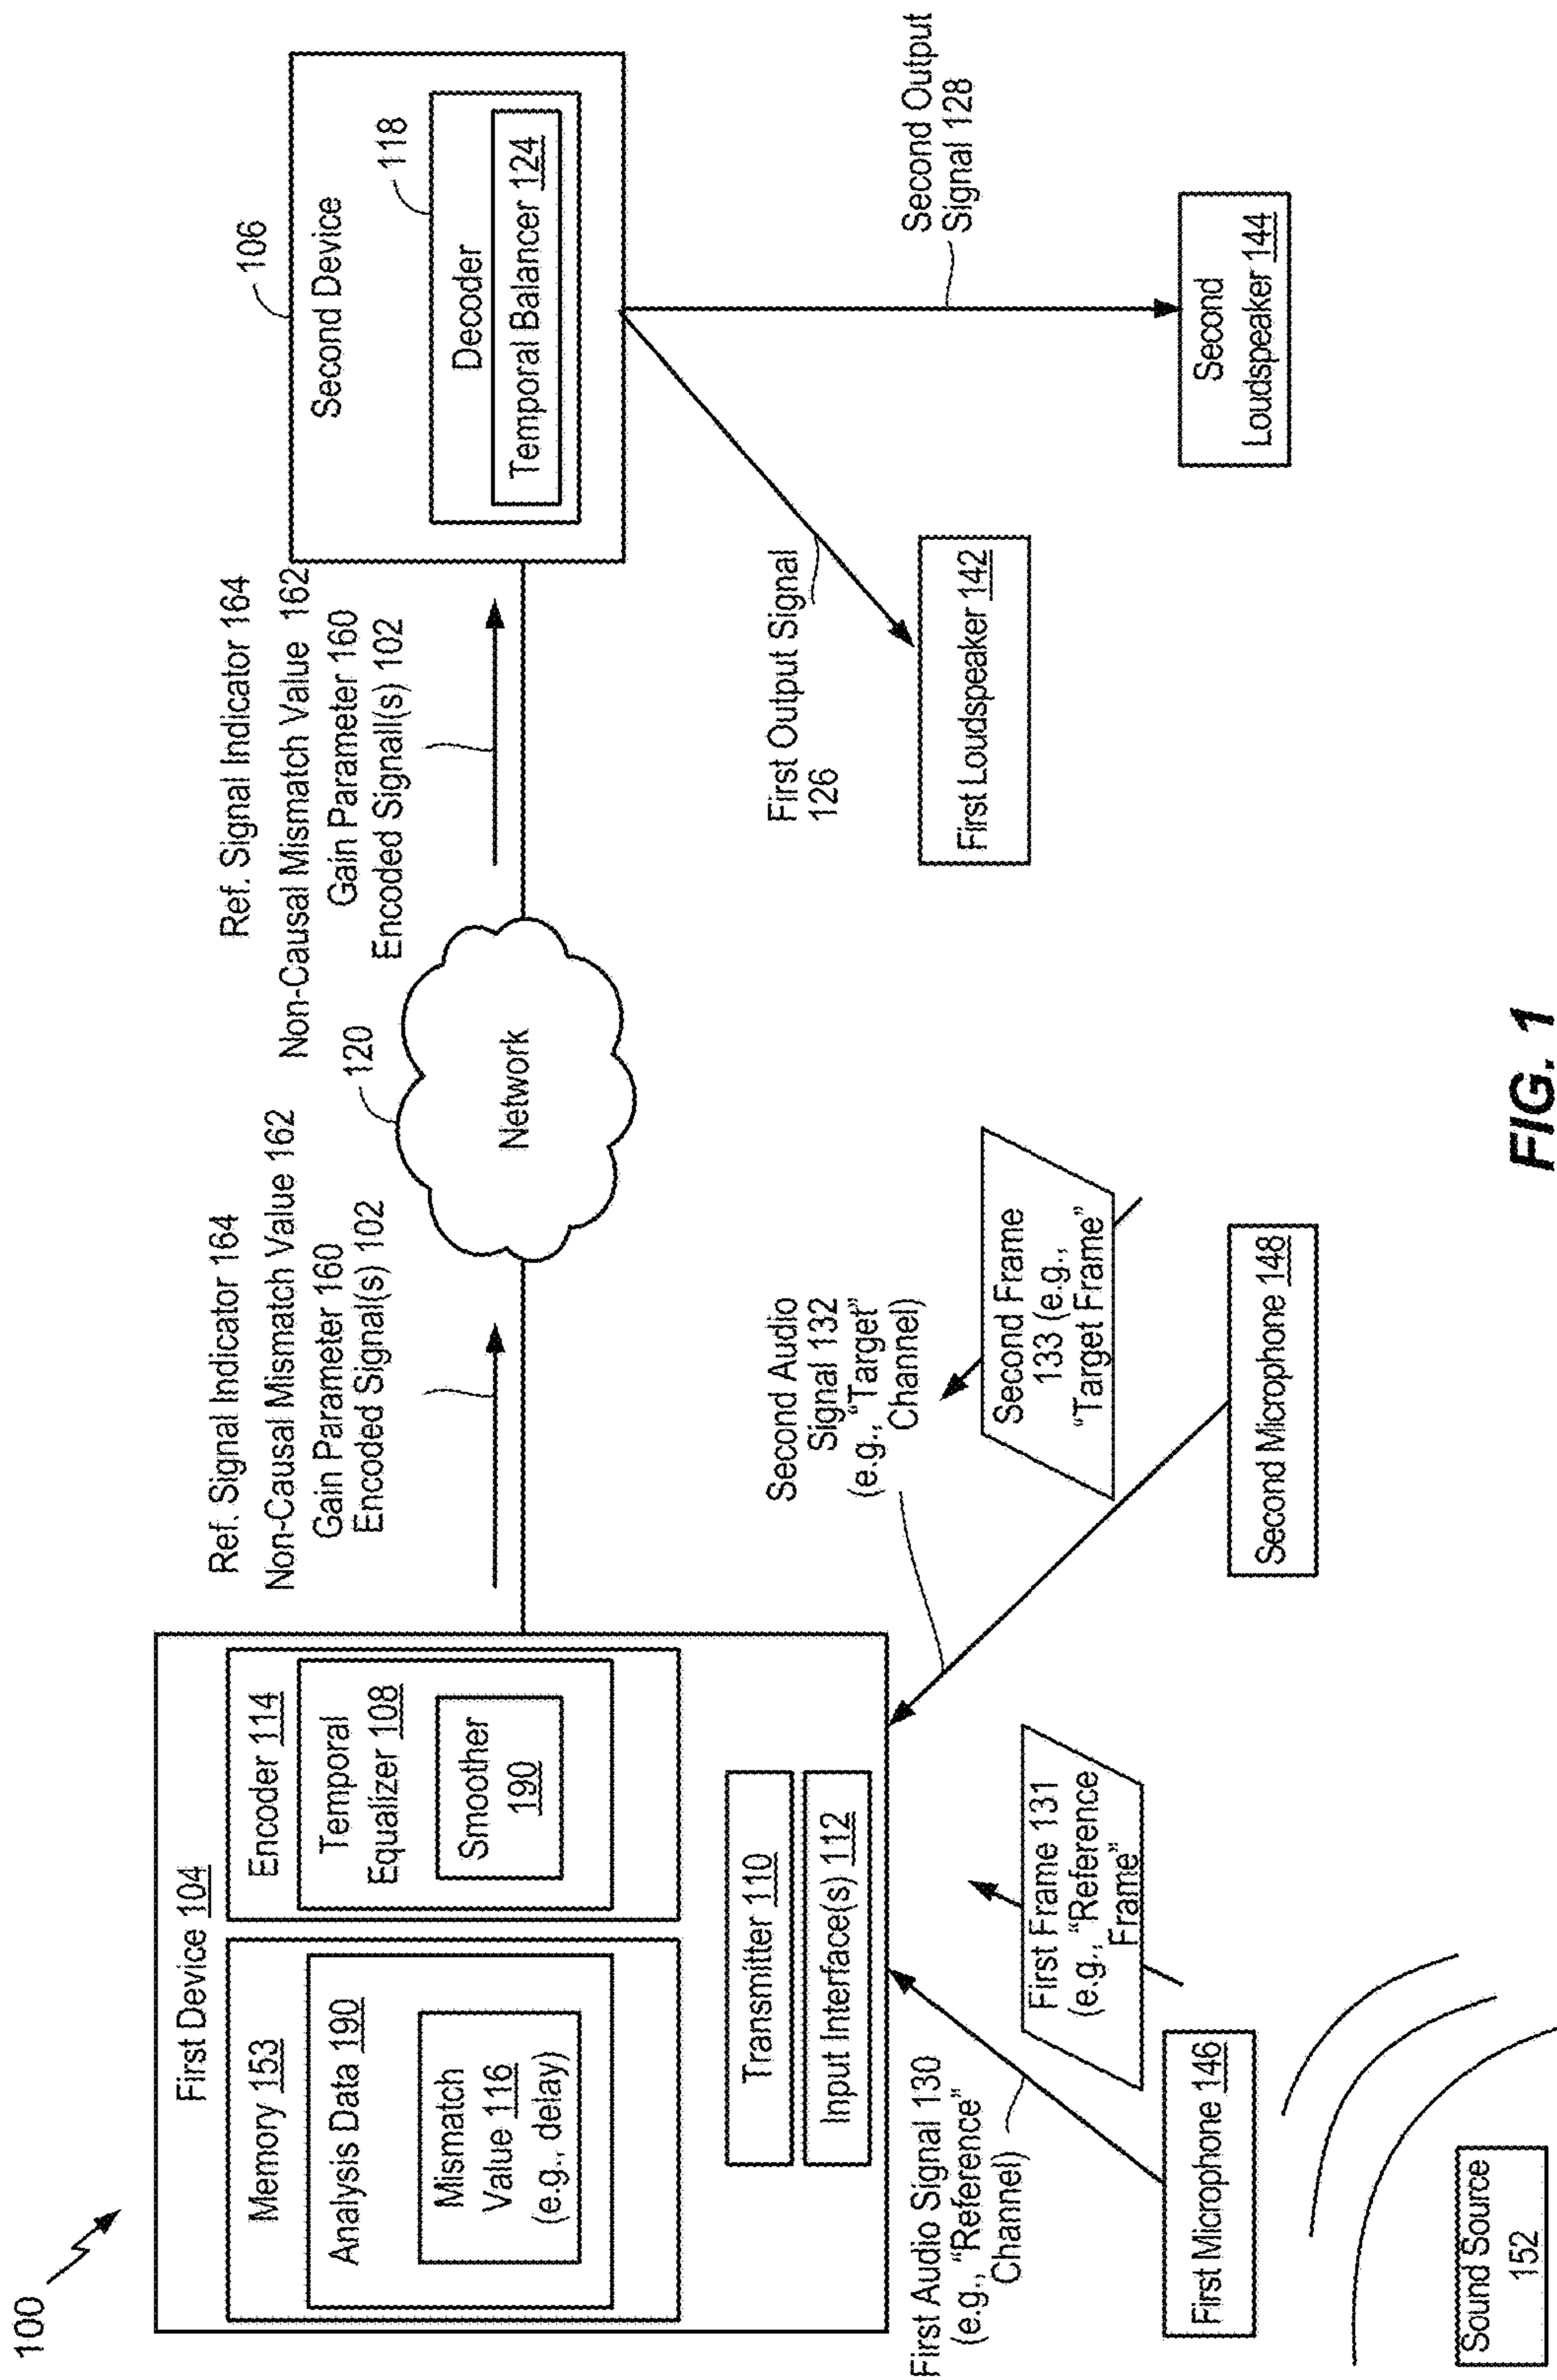 100
First Device 104
Memory 153
Analysis Data 190
Mismatch
Value 116
(e.g., delay)
Encoder 114
Temporal
Equalizer 108
Smoother
190
Transmitter 110
Input Interface(s) 112
Ref. Signal Indicator 164
Non-Causal Mismatch Value 162
Gain Parameter 160
Encoded Signal(s) 102
120
Network
Ref. Signal Indicator 164
Non-Causal Mismatch Value 162
Gain Parameter 160
Encoded Signall(s) 102
106
Second Device
118
Decoder
Temporal Balancer 124
First Audio Signal 130
(e.g., "Reference"
Channel)
First Frame 131
(e.g., "Reference
Frame"
First Microphone 146
Sound Source
152
Second Audio
Signal 132
(e.g., "Target"
Channel)
Second Frame
133 (e.g.,
"Target Frame"
Second Microphone 148
First Output Signal
126
First Loudspeaker 142
Second Output
Signal 128
Second
Loudspeaker 144
FIG. 1